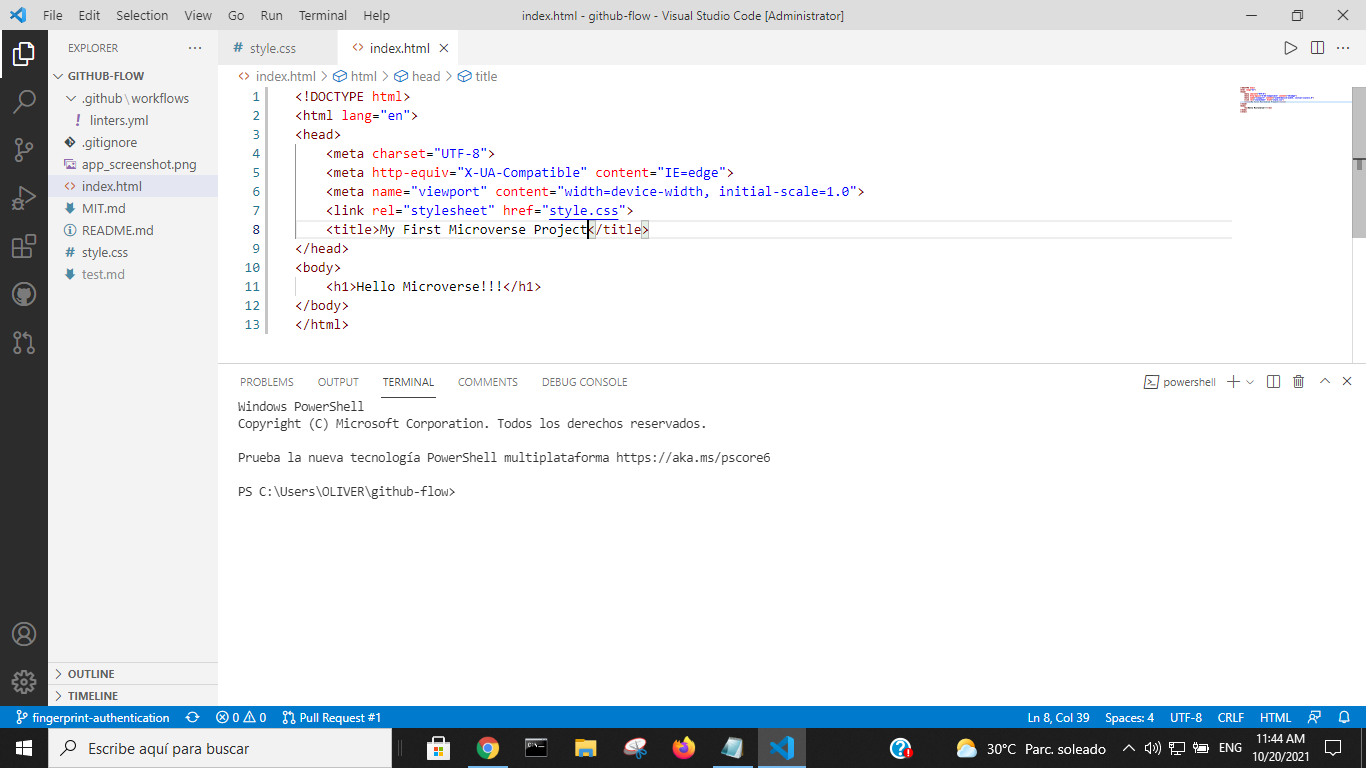 File Edit Selection View Go Run Terminal Help index.html - github-flow - Visual Studio Code [Administrator]
EXPLORER
GITHUB-FLOW
.github \ workflows
! linters.yml
.gitignore
app_screenshot.png
index.html
MIT.md
README.md
style.css
test.md
OUTLINE
TIMELINE
# style.css <> index.html
<> index.html > html > head > title
1 <!DOCTYPE html>
2 <html lang="en">
3 <head>
4 <meta charset="UTF-8">
5 <meta http-equiv="X-UA-Compatible" content="IE=edge">
6 <meta name="viewport" content="width=device-width, initial-scale=1.0">
7 <link rel="stylesheet" href="style.css">
8 <title>My First Microverse Project</title>
9 </head>
10 <body>
11 <h1>Hello Microverse!!!</h1>
12 </body>
13 </html>
PROBLEMS OUTPUT TERMINAL COMMENTS DEBUG CONSOLE powershell
Windows PowerShell
Copyright (C) Microsoft Corporation. Todos los derechos reservados.
Prueba la nueva tecnología PowerShell multiplataforma https://aka.ms/pscore6
PS C:\Users\OLIVER\github-flow>
fingerprint-authentication 0 0 Pull Request #1 Ln 8, Col 39 Spaces: 4 UTF-8 CRLF HTML
Escribe aquí para buscar 30°C Parc. soleado ENG 11:44 AM
10/20/2021